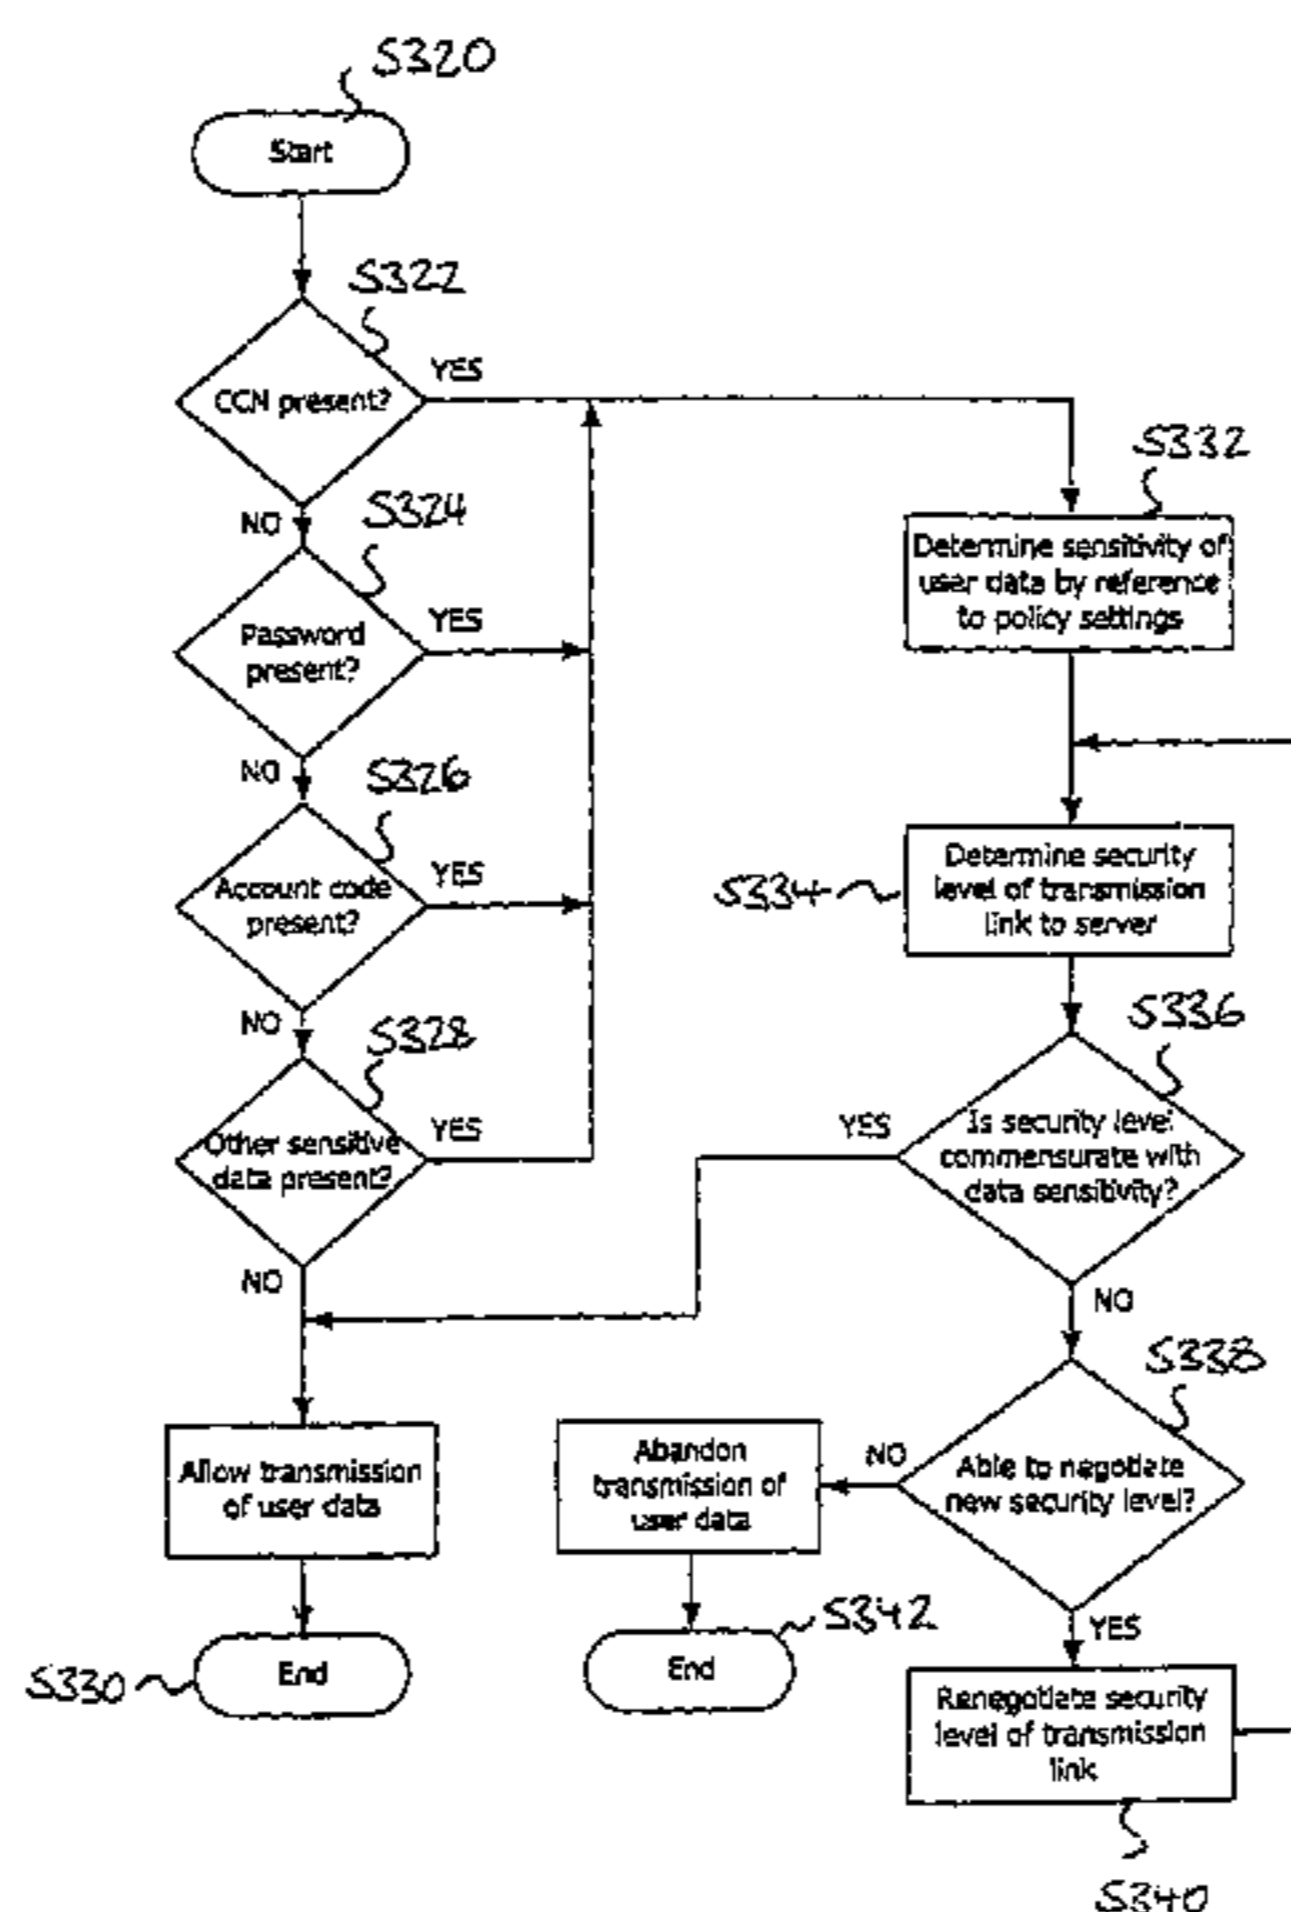 S320
Start
S322
CCN present?
YES
NO
S324
Password
present?
YES
NO
S326
Account code
present?
YES
NO
S328
Other sensitive
data present?
YES
NO
Allow transmission
of user data
S330
End
S332
Determine sensitivity of
user data by reference
to policy settings
S334
Determine security
level of transmission
link to server
S336
Is security level
commensurate with
data sensitivity?
YES
NO
S338
Able to negotiate
new security level?
NO
Abandon
transmission of
user data
S342
End
YES
Renegotiate security
level of transmission
link
S340